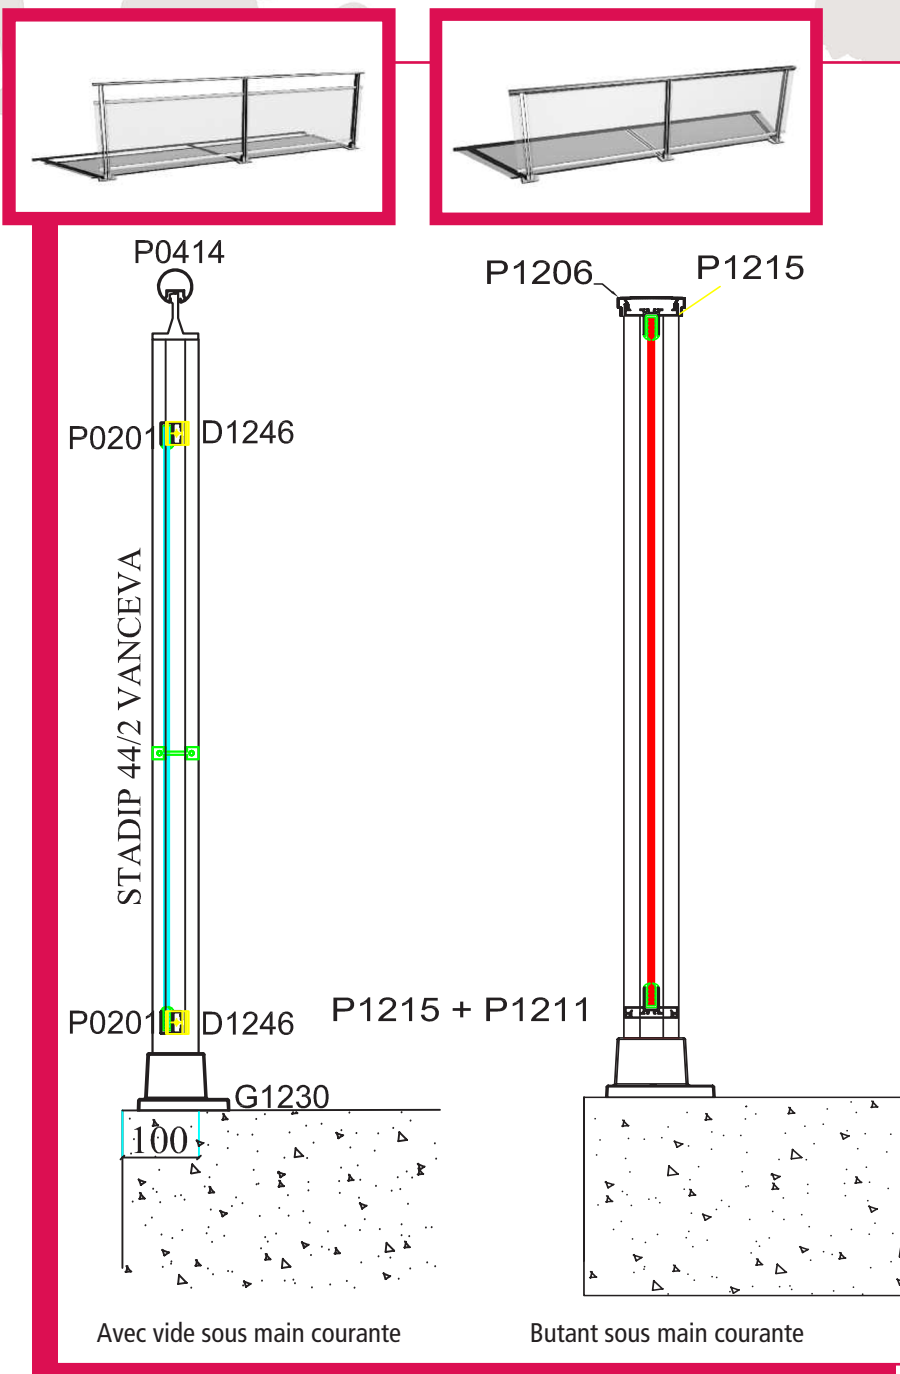 P0414
P1206
P1215
P0201
D1246
STADIP 44/2 VANCEVA
P1215 + P1211
P0201
D1246
G1230
100
Avec vide sous main courante
Butant sous main courante